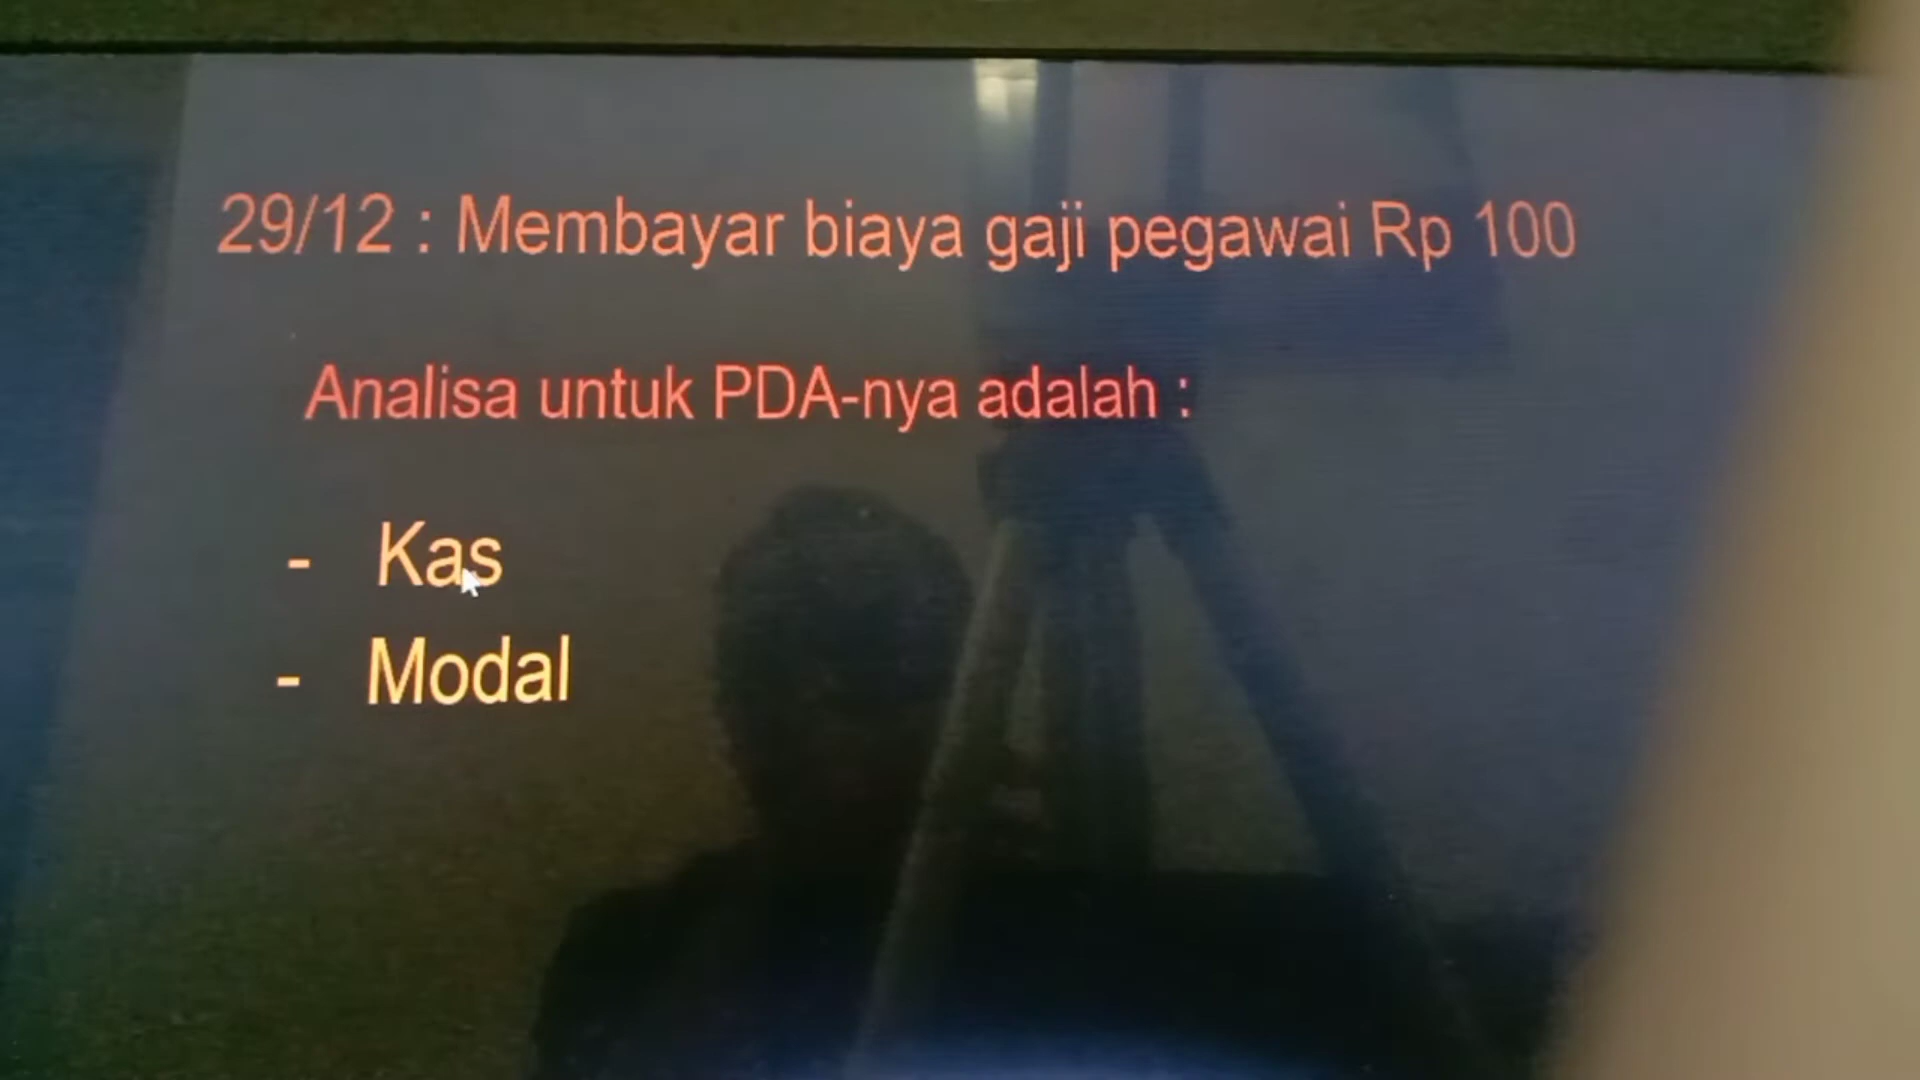 29/12 : Membayar biaya gaji pegawai Rp 100
Analisa untuk PDA-nya adalah :
- Kas
- Modal